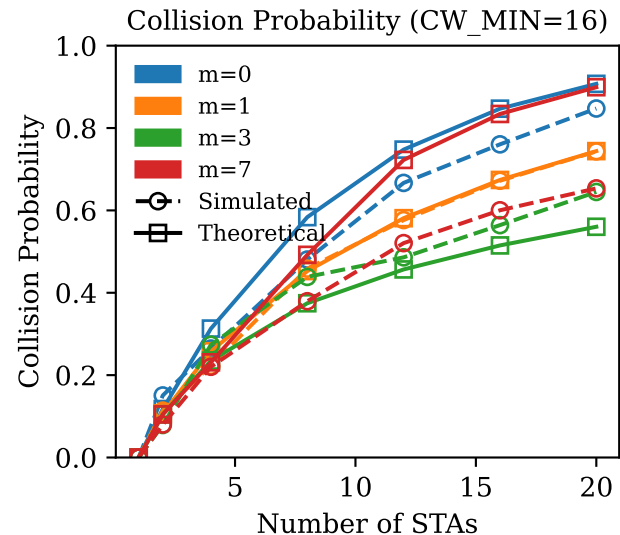 Collision Probability (CW_MIN=16)
1.0
0.8
0.6
0.4
0.2
0.0
Collision Probability
m=0
m=1
m=3
m=7
Simulated
Theoretical
5
10
15
20
Number of STAs